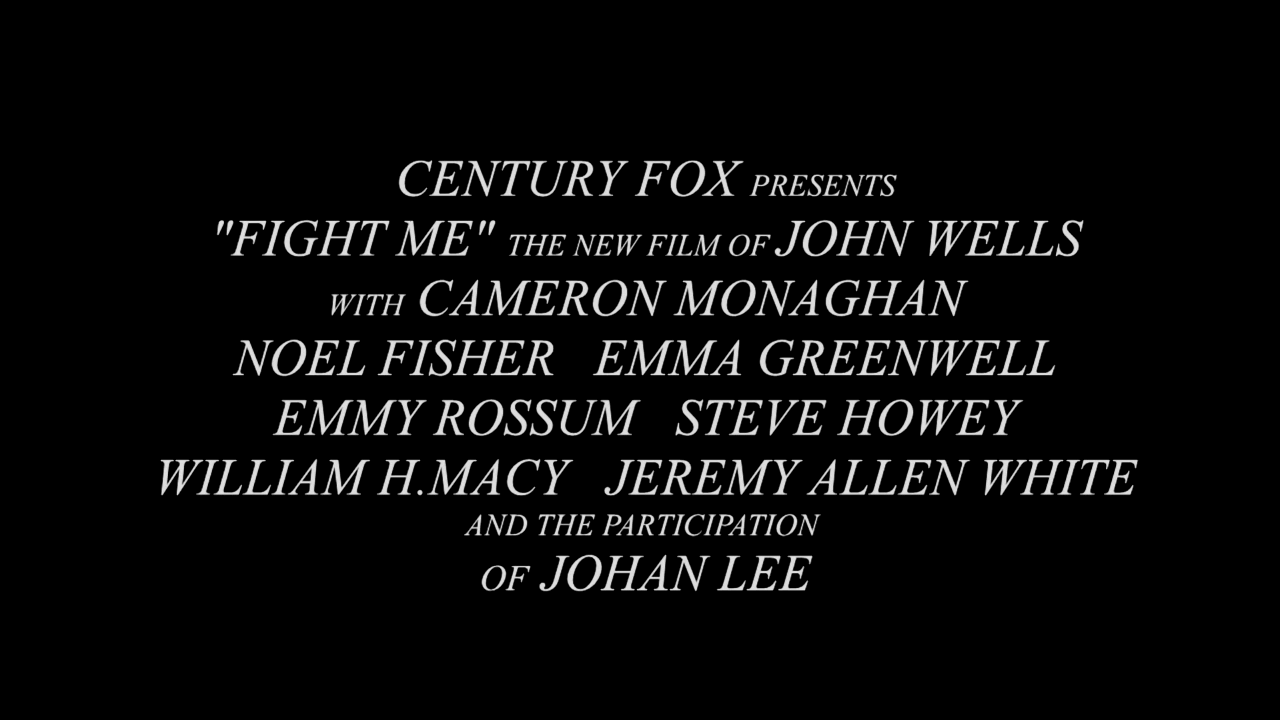 CENTURY FOX PRESENTS
"FIGHT ME" THE NEW FILM OF JOHN WELLS
WITH CAMERON MONAGHAN
NOEL FISHER EMMA GREENWELL
EMMY ROSSUM STEVE HOWEY
WILLIAM H.MACY JEREMY ALLEN WHITE
AND THE PARTICIPATION
OF JOHAN LEE